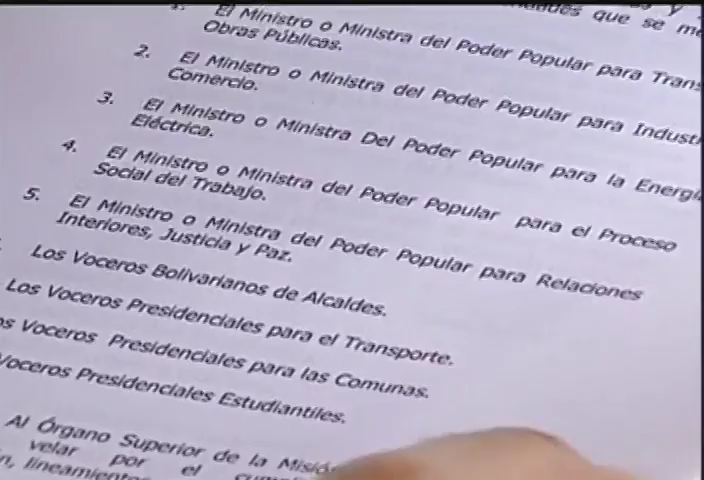 que se
1. El Ministro o Ministra del Poder Popular para
Obras Públicas.
2. El Ministro o Ministra del Poder Popular para
Comercio.
3. El Ministro o Ministra Del Poder Popular para la
Eléctrica.
4. El Ministro o Ministra del Poder Popular para el Proceso
Social del Trabajo.
5. El Ministro o Ministra del Poder Popular para Relaciones
Interiores, Justicia y Paz.
Los Voceros Bolivarianos de Alcaldes.
Los Voceros Presidenciales para el Transporte.
Voceros Presidenciales para las Comunas.
Voceros Presidenciales Estudiantiles.
Al Órgano Superior de la
velar por el